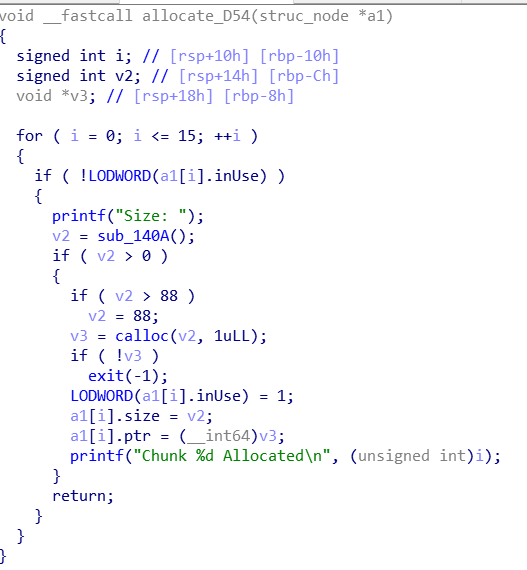 void __fastcall allocate_D54(struc_node *a1)
{
  signed int i; // [rsp+10h] [rbp-10h]
  signed int v2; // [rsp+14h] [rbp-Ch]
  void *v3; // [rsp+18h] [rbp-8h]

  for ( i = 0; i <= 15; ++i )
  {
    if ( !LODWORD(a1[i].inUse) )
    {
      printf("Size: ");
      v2 = sub_140A();
      if ( v2 > 0 )
      {
        if ( v2 > 88 )
          v2 = 88;
        v3 = calloc(v2, 1uLL);
        if ( !v3 )
          exit(-1);
        LODWORD(a1[i].inUse) = 1;
        a1[i].size = v2;
        a1[i].ptr = (__int64)v3;
        printf("Chunk %d Allocated\n", (unsigned int)i);
      }
      return;
    }
  }
}